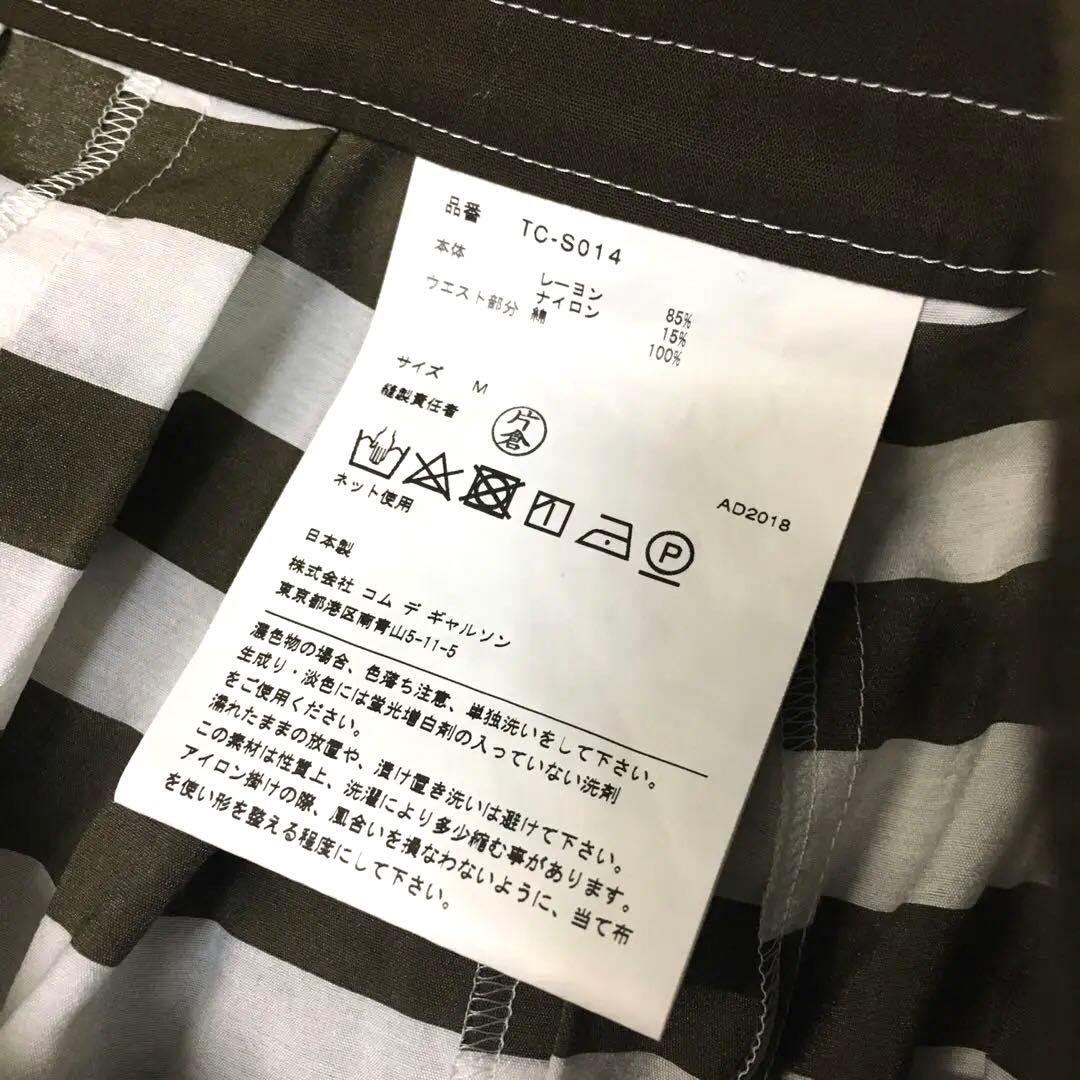 品番 TC-S014
本体 レーヨン 85%
ナイロン 15%
ウエスト部分 綿 100%
サイズ M
縫製責任者 片倉
P
ネット使用
AD2018
日本製
株式会社 コム デ ギャルソン
東京都港区南青山5-11-5
濃色物の場合、色落ち注意、単独洗いをして下さい。
生成り・淡色には蛍光増白剤の入っていない洗剤
をご使用ください。
濡れたままの放置や、漬け置き洗いは避けて下さい。
この素材は性質上、洗濯により多少縮む事があります。
アイロン掛けの際、風合いを損なわないように、当て布
を使い形を整える程度にして下さい。